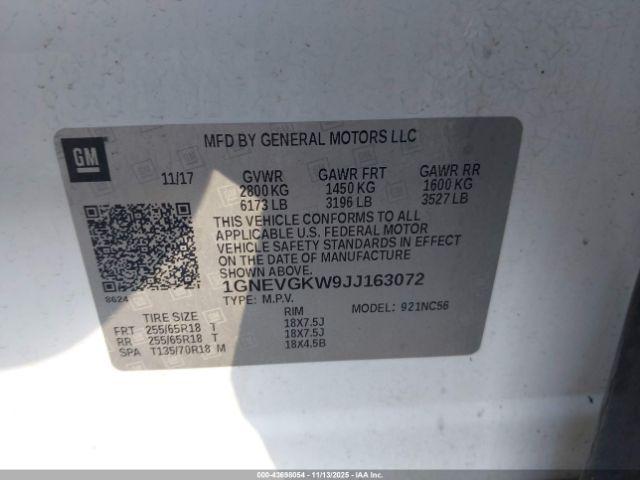 GM
MFD BY GENERAL MOTORS LLC
11/17 GVWR GAWR FRT GAWR RR
2800 KG 1450 KG 1600 KG
6173 LB 3196 LB 3527 LB
THIS VEHICLE CONFORMS TO ALL
APPLICABLE U.S. FEDERAL MOTOR
VEHICLE SAFETY STANDARDS IN EFFECT
ON THE DATE OF MANUFACTURE
SHOWN ABOVE.
1GNEVGKW9JJ163072
8624
TYPE: M.P.V. MODEL: 921NC56
TIRE SIZE RIM
FRT 255/65R18 T 18X7.5J
RR 255/65R18 T 18X7.5J
SPA T135/70R18 M 18X4.5B
000-43698054 - 11/13/2025 - IAAI.COM